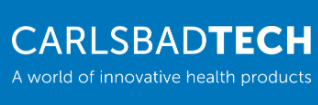 CARLSBADTECH
A world of innovative health products